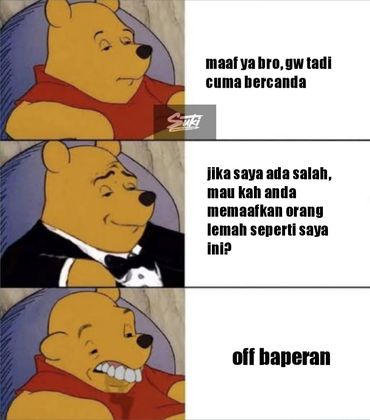 maaf ya bro, gw tadi
cuma bercanda
Suki
jika saya ada salah,
mau kah anda
memaafkan orang
lemah seperti saya
ini?
off baperan